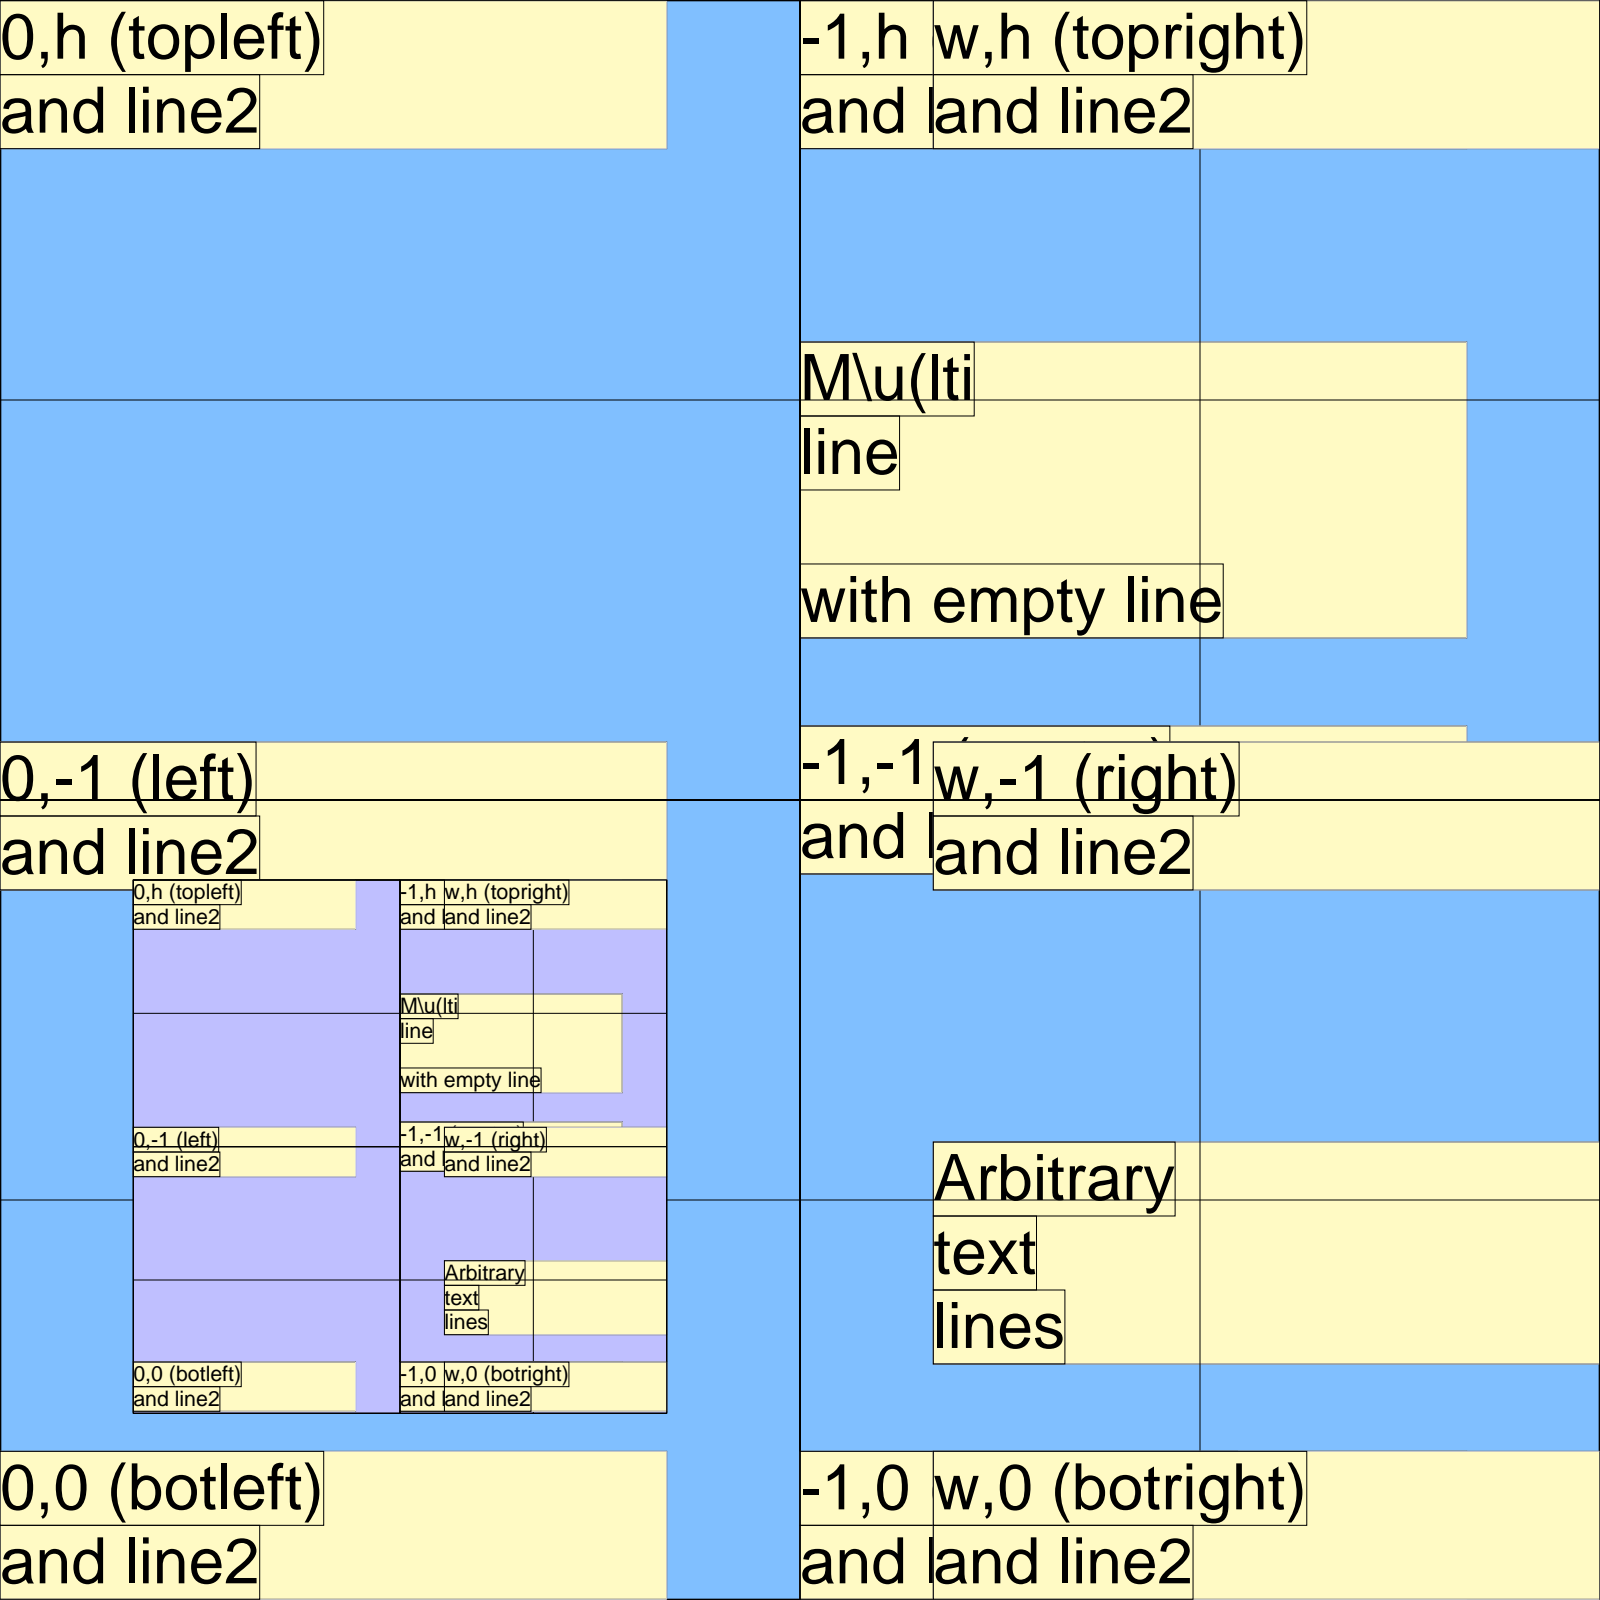 0,h (topleft)
and line2
-1,h
and
w,h (topright)
and line2
M\u(lti
line
with empty line
0,-1 (left)
and line2
-1,-1
and
w,-1 (right)
and line2
0,h (topleft)
and line2
-1,h
and
w,h (topright)
and line2
M\u(lti
line
with empty line
0,-1 (left)
and line2
-1,-1
and
w,-1 (right)
and line2
Arbitrary
text
lines
0,0 (botleft)
and line2
-1,0
and
w,0 (botright)
and line2
Arbitrary
text
lines
0,0 (botleft)
and line2
-1,0
and
w,0 (botright)
and line2